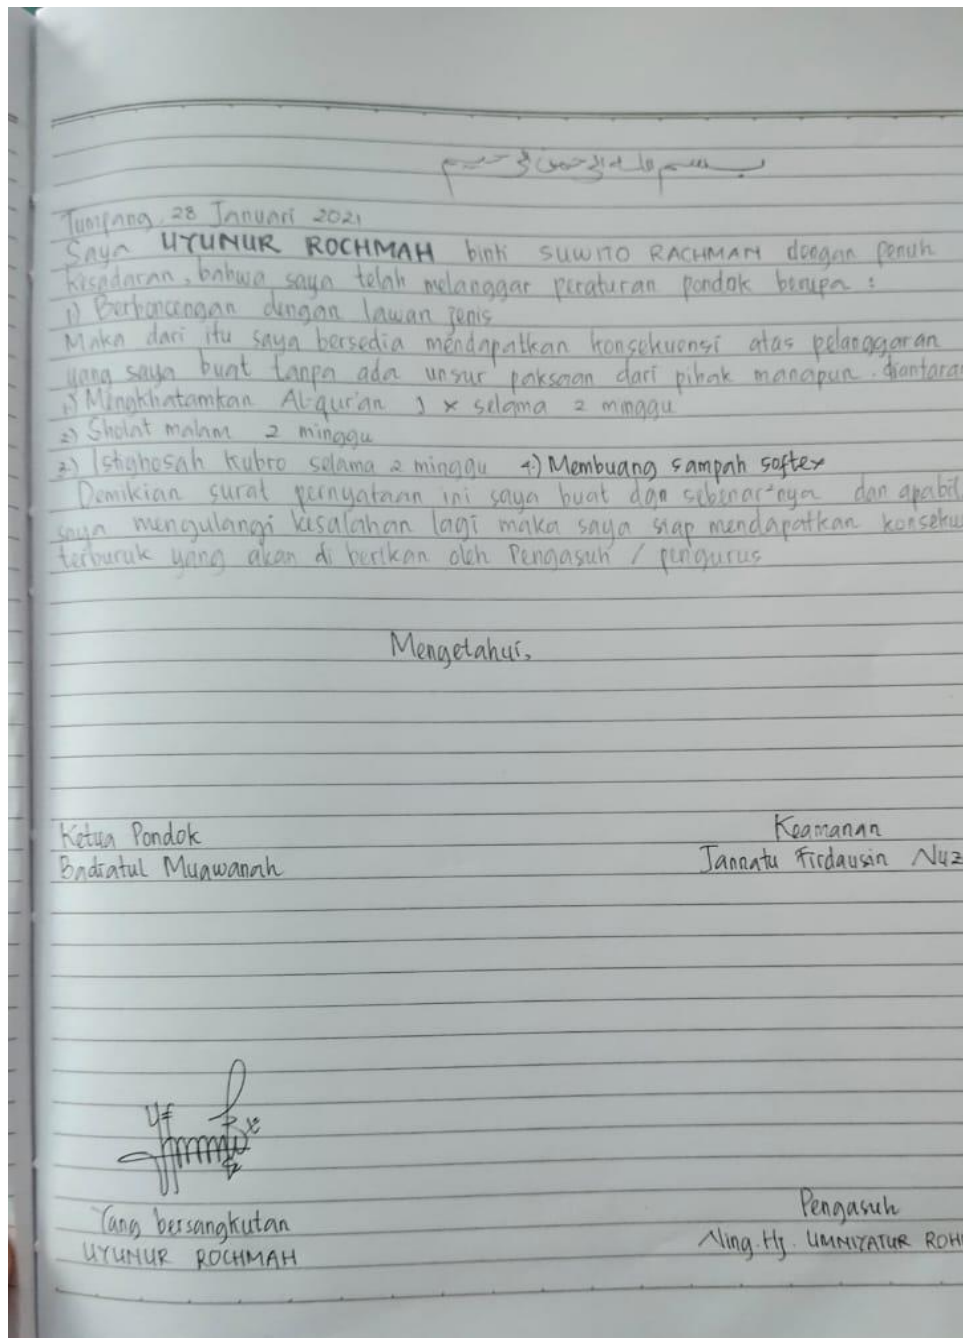 بسم الله الرحمن الرحيم
Tumpang, 28 Januari 2021
Saya UYUNUR ROCHMAH binti SUWITO RACHMAN dengan penuh
kesadaran, bahwa saya telah melanggar peraturan pondok berupa :
1) Berboncengan dengan lawan jenis
Maka dari itu saya bersedia mendapatkan konsekuensi atas pelanggaran
yang saya buat tanpa ada unsur paksaan dari pihak manapun. diantara
1.) Mengkhatamkan Al-qur'an 1 x selama 2 minggu
2) Sholat malam 2 minggu
3.) Istighosah kubro selama 2 minggu 4.) Membuang sampah softex
Demikian surat pernyataan ini saya buat dgn sebenar²nya dan apabil
saya mengulangi kesalahan lagi maka saya siap mendapatkan konseku
terburuk yang akan di berikan oleh Pengasuh / pengurus
Mengetahui,
Ketua Pondok Keamanan
Badiatul Muawanah Jannatu Firdausin Nuz
Yang bersangkutan Pengasuh
UYUNUR ROCHMAH Ning. Hj. UMNIYATUR ROH